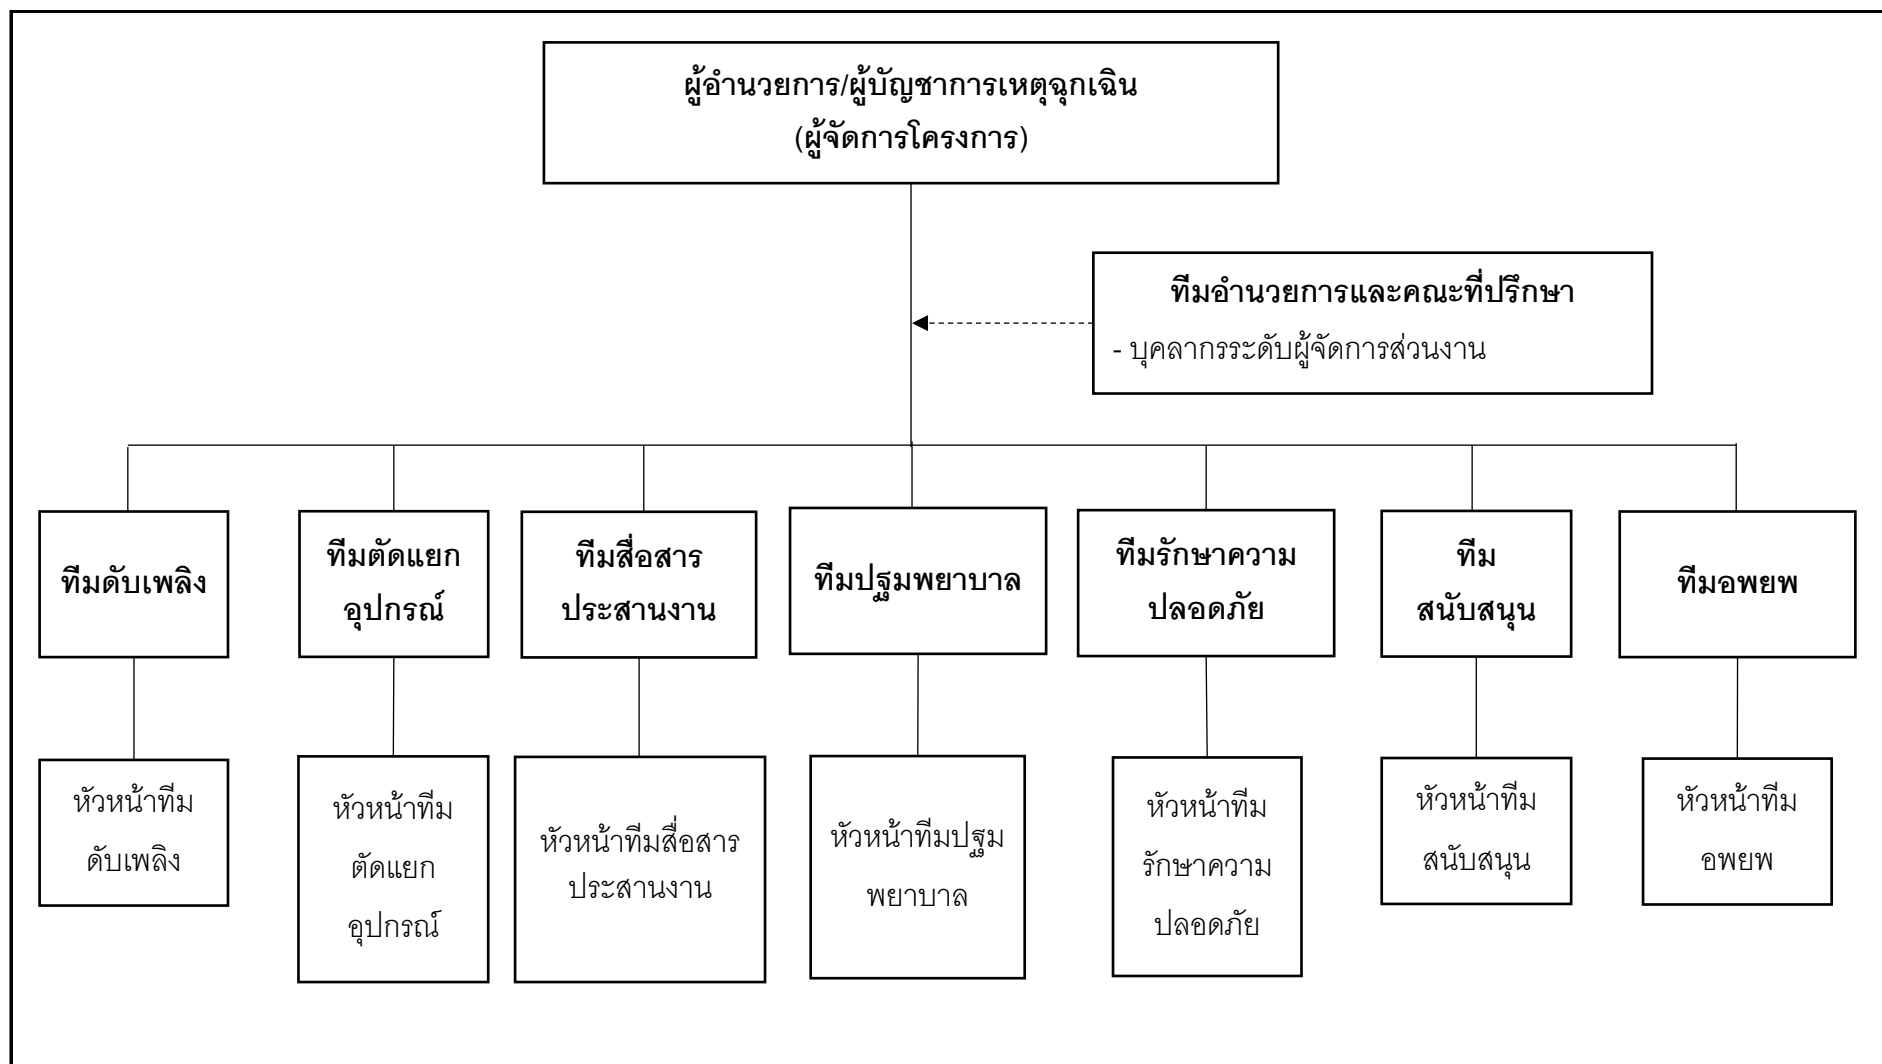 ผู้อำนวยการ/ผู้บัญชาการเหตุฉุกเฉิน
(ผู้จัดการโครงการ)
ทีมอำนวยการและคณะที่ปรึกษา
- บุคลากรระดับผู้จัดการส่วนงาน
ทีมดับเพลิง
ทีมตัดแยก
อุปกรณ์
ทีมสื่อสาร
ประสานงาน
ทีมปฐมพยาบาล
ทีมรักษาความ
ปลอดภัย
ทีม
สนับสนุน
ทีมอพยพ
หัวหน้าทีม
ดับเพลิง
หัวหน้าทีม
ตัดแยก
อุปกรณ์
หัวหน้าทีมสื่อสาร
ประสานงาน
หัวหน้าทีมปฐม
พยาบาล
หัวหน้าทีม
รักษาความ
ปลอดภัย
หัวหน้าทีม
สนับสนุน
หัวหน้าทีม
อพยพ